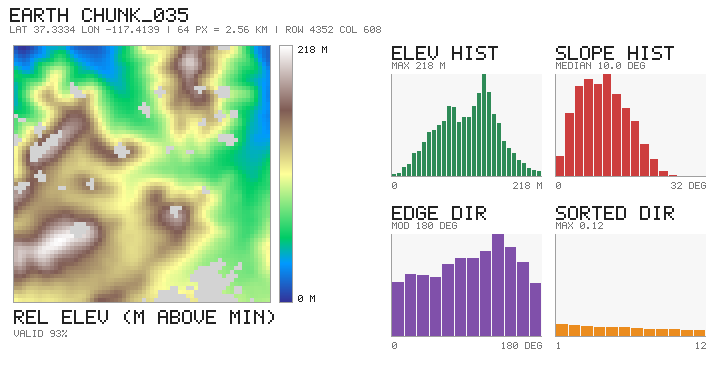 EARTH CHUNK_035
LAT 37.3334 LON -117.4139 | 64 PX = 2.56 KM | ROW 4352 COL 608
218 M
0 M
REL ELEV (M ABOVE MIN)
VALID 93%
ELEV HIST
MAX 218 M
0 218 M
SLOPE HIST
MEDIAN 10.0 DEG
0 32 DEG
EDGE DIR
MOD 180 DEG
0 180 DEG
SORTED DIR
MAX 0.12
1 12